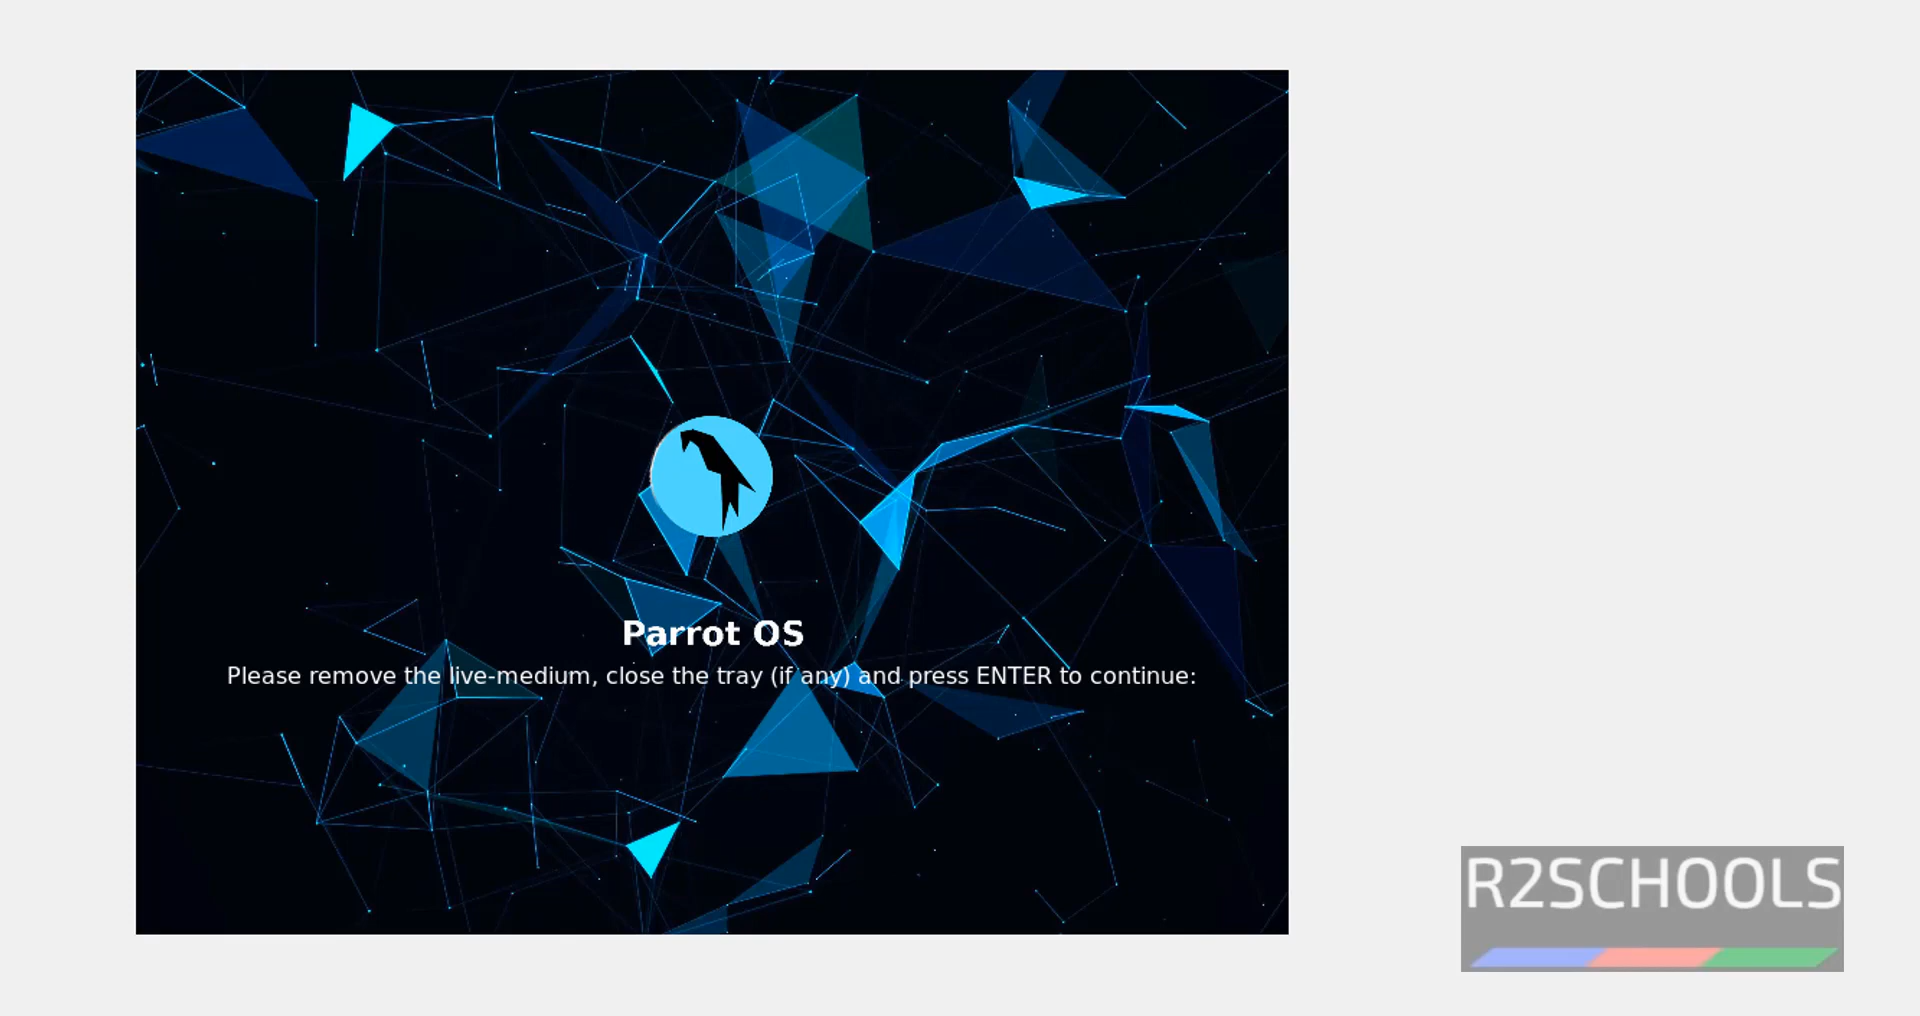 Parrot OS
Please remove the live-medium, close the tray (if any) and press ENTER to continue:
R2SCHOOLS